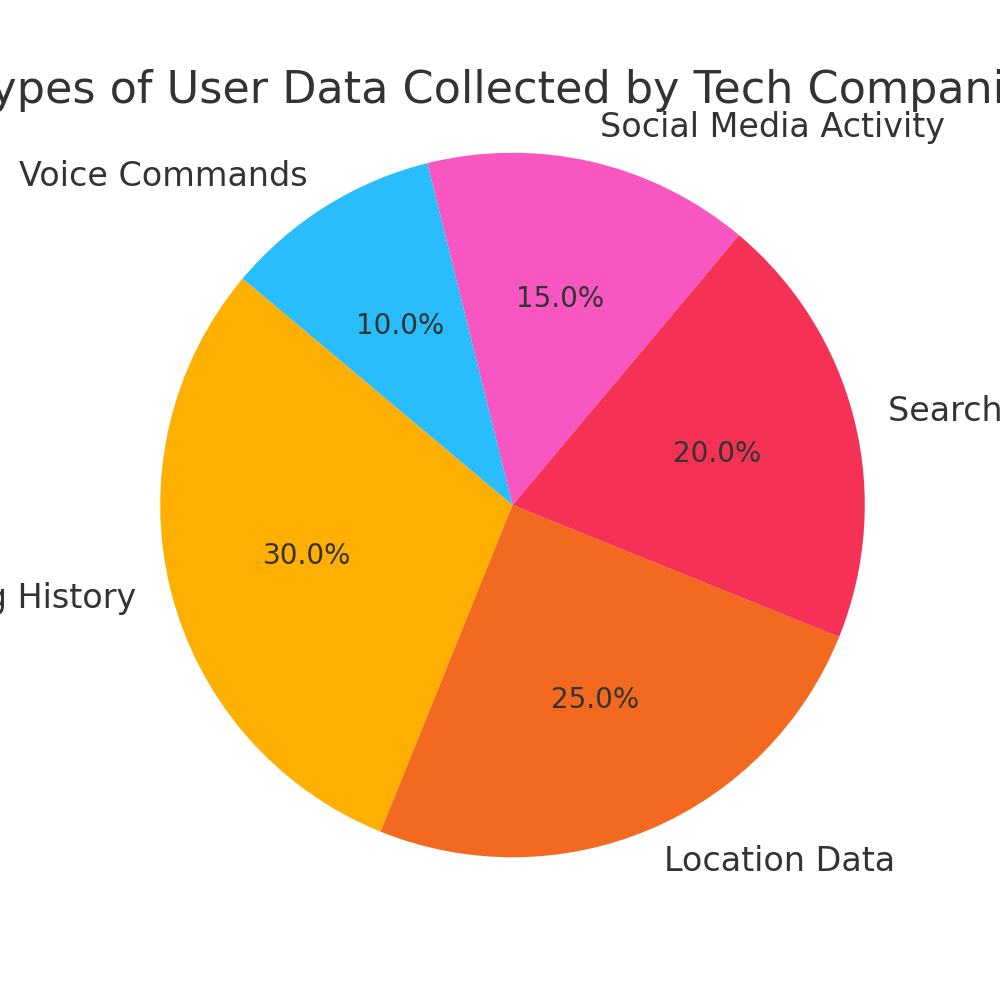 ypes of User Data Collected by Tech Compani
Social Media Activity
Voice Commands
15.0%
10.0%
Search
20.0%
30.0%
g History
25.0%
Location Data